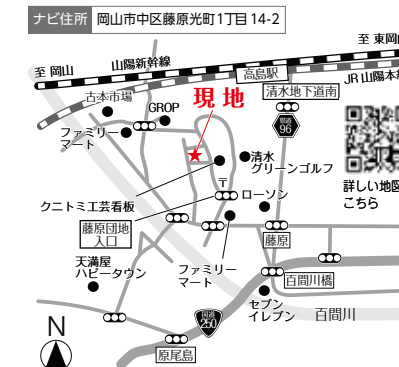 ナビ住所 岡山市中区藤原光町1丁目14-2
至 東岡
至 岡山
山陽新幹線
高島駅
JR山陽本
古本市場
GROP
現地
清水地下道南
県道
96
ファミリー
マート
清水
グリーンゴルフ
詳しい地図
こちら
クニトミ工芸看板
ローソン
藤原団地
入口
藤原
天満屋
ハピータウン
ファミリー
マート
百間川橋
セブン
イレブン
百間川
国道
250
N
原尾島